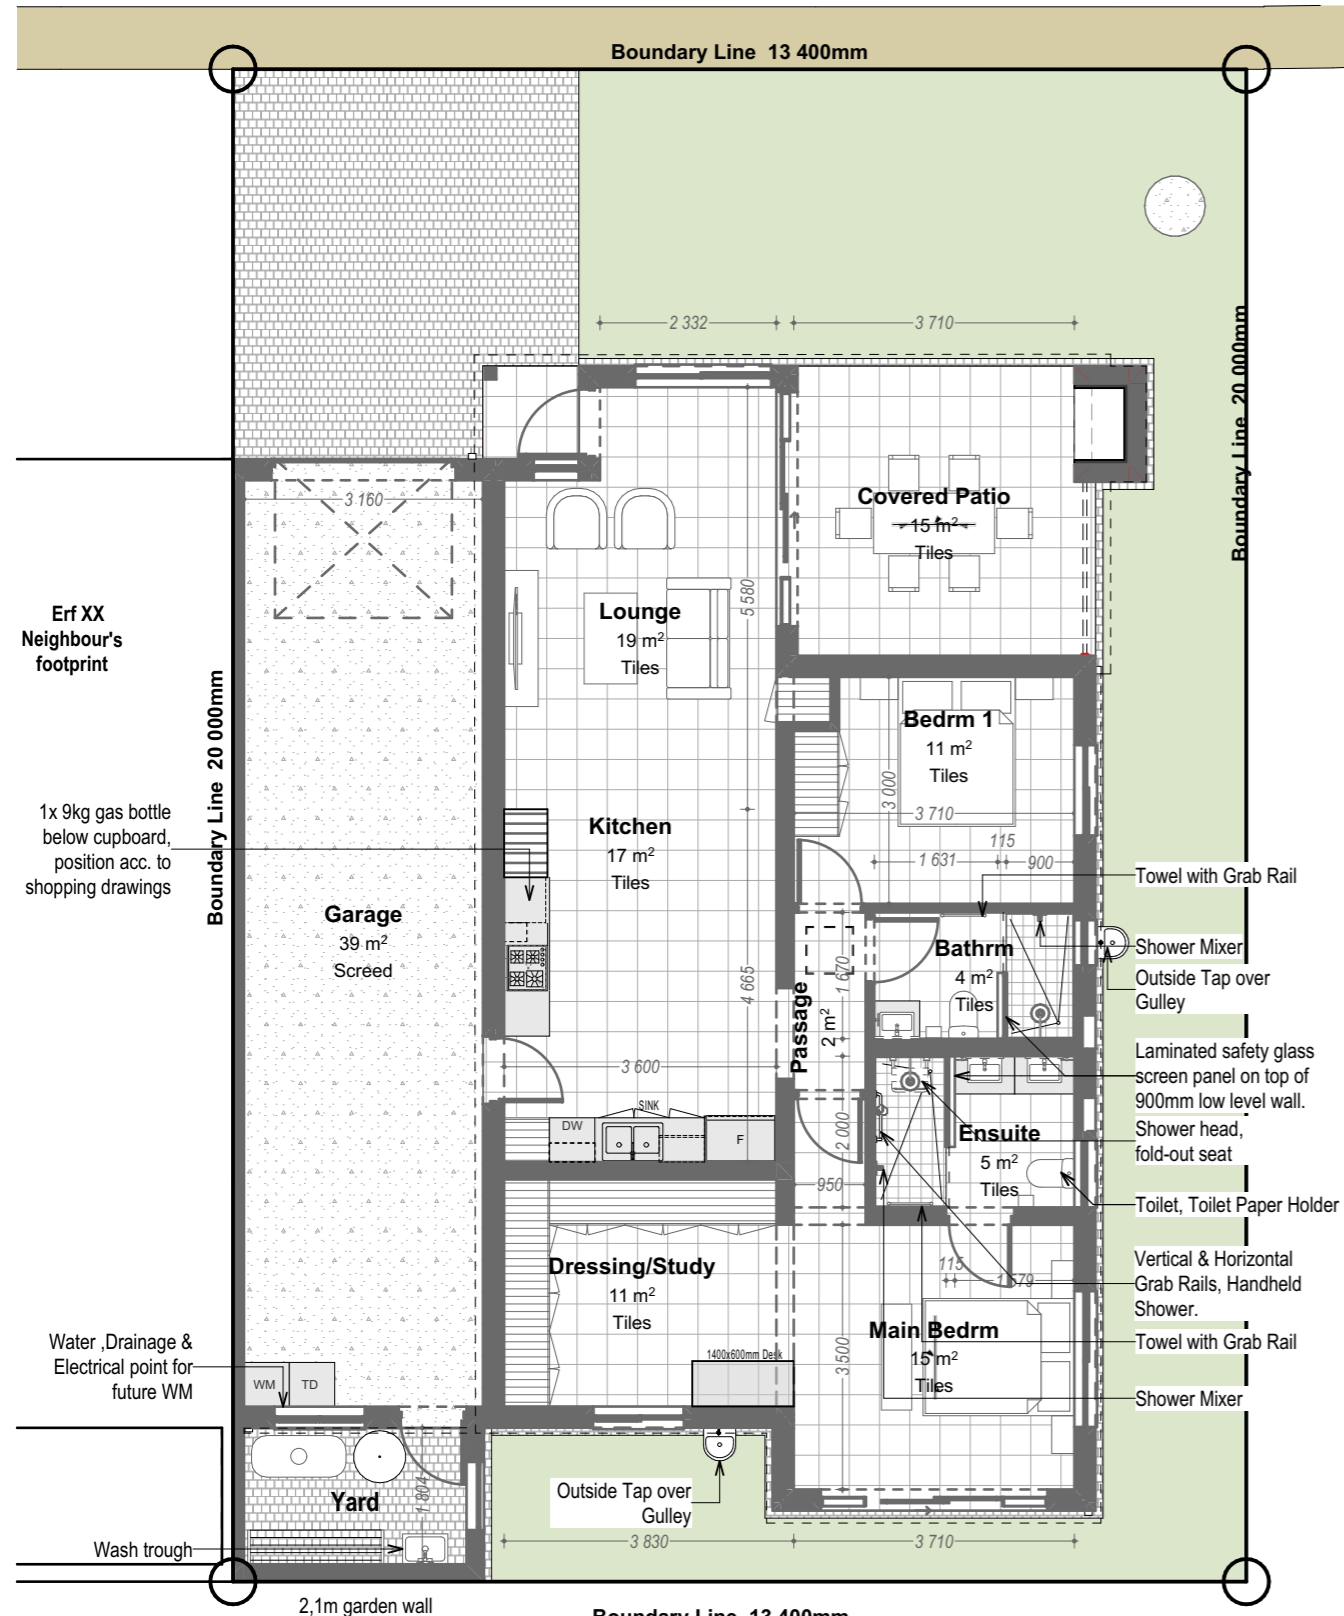 Boundary Line 13 400mm
2 332
3 710
Boundary Line 20 000mm
3 160
Covered Patio
15 m²
Tiles
Erf XX
Neighbour's
footprint
Lounge
19 m²
Tiles
5 580
Boundary Line 20 000mm
Bedrm 1
11 m²
Tiles
3 000
3 710
115
1 631
900
1x 9kg gas bottle
below cupboard,
position acc. to
shopping drawings
Kitchen
17 m²
Tiles
Garage
39 m²
Screed
4 665
3 600
Passage
2 m²
1 670
Bathrm
4 m²
Tiles
Towel with Grab Rail
Shower Mixer
Outside Tap over
Gulley
Laminated safety glass
screen panel on top of
900mm low level wall.
Shower head,
fold-out seat
Toilet, Toilet Paper Holder
Vertical & Horizontal
Grab Rails, Handheld
Shower.
Towel with Grab Rail
Shower Mixer
SINK
DW
F
2 000
950
Ensuite
5 m²
Tiles
115
Dressing/Study
11 m²
Tiles
1400x600mm Desk
Main Bedrm
15 m²
Tiles
3 500
Water ,Drainage &
Electrical point for
future WM
WM
TD
Yard
1 804
Wash trough
Outside Tap over
Gulley
3 830
3 710
2,1m garden wall
Boundary Line 13 400mm